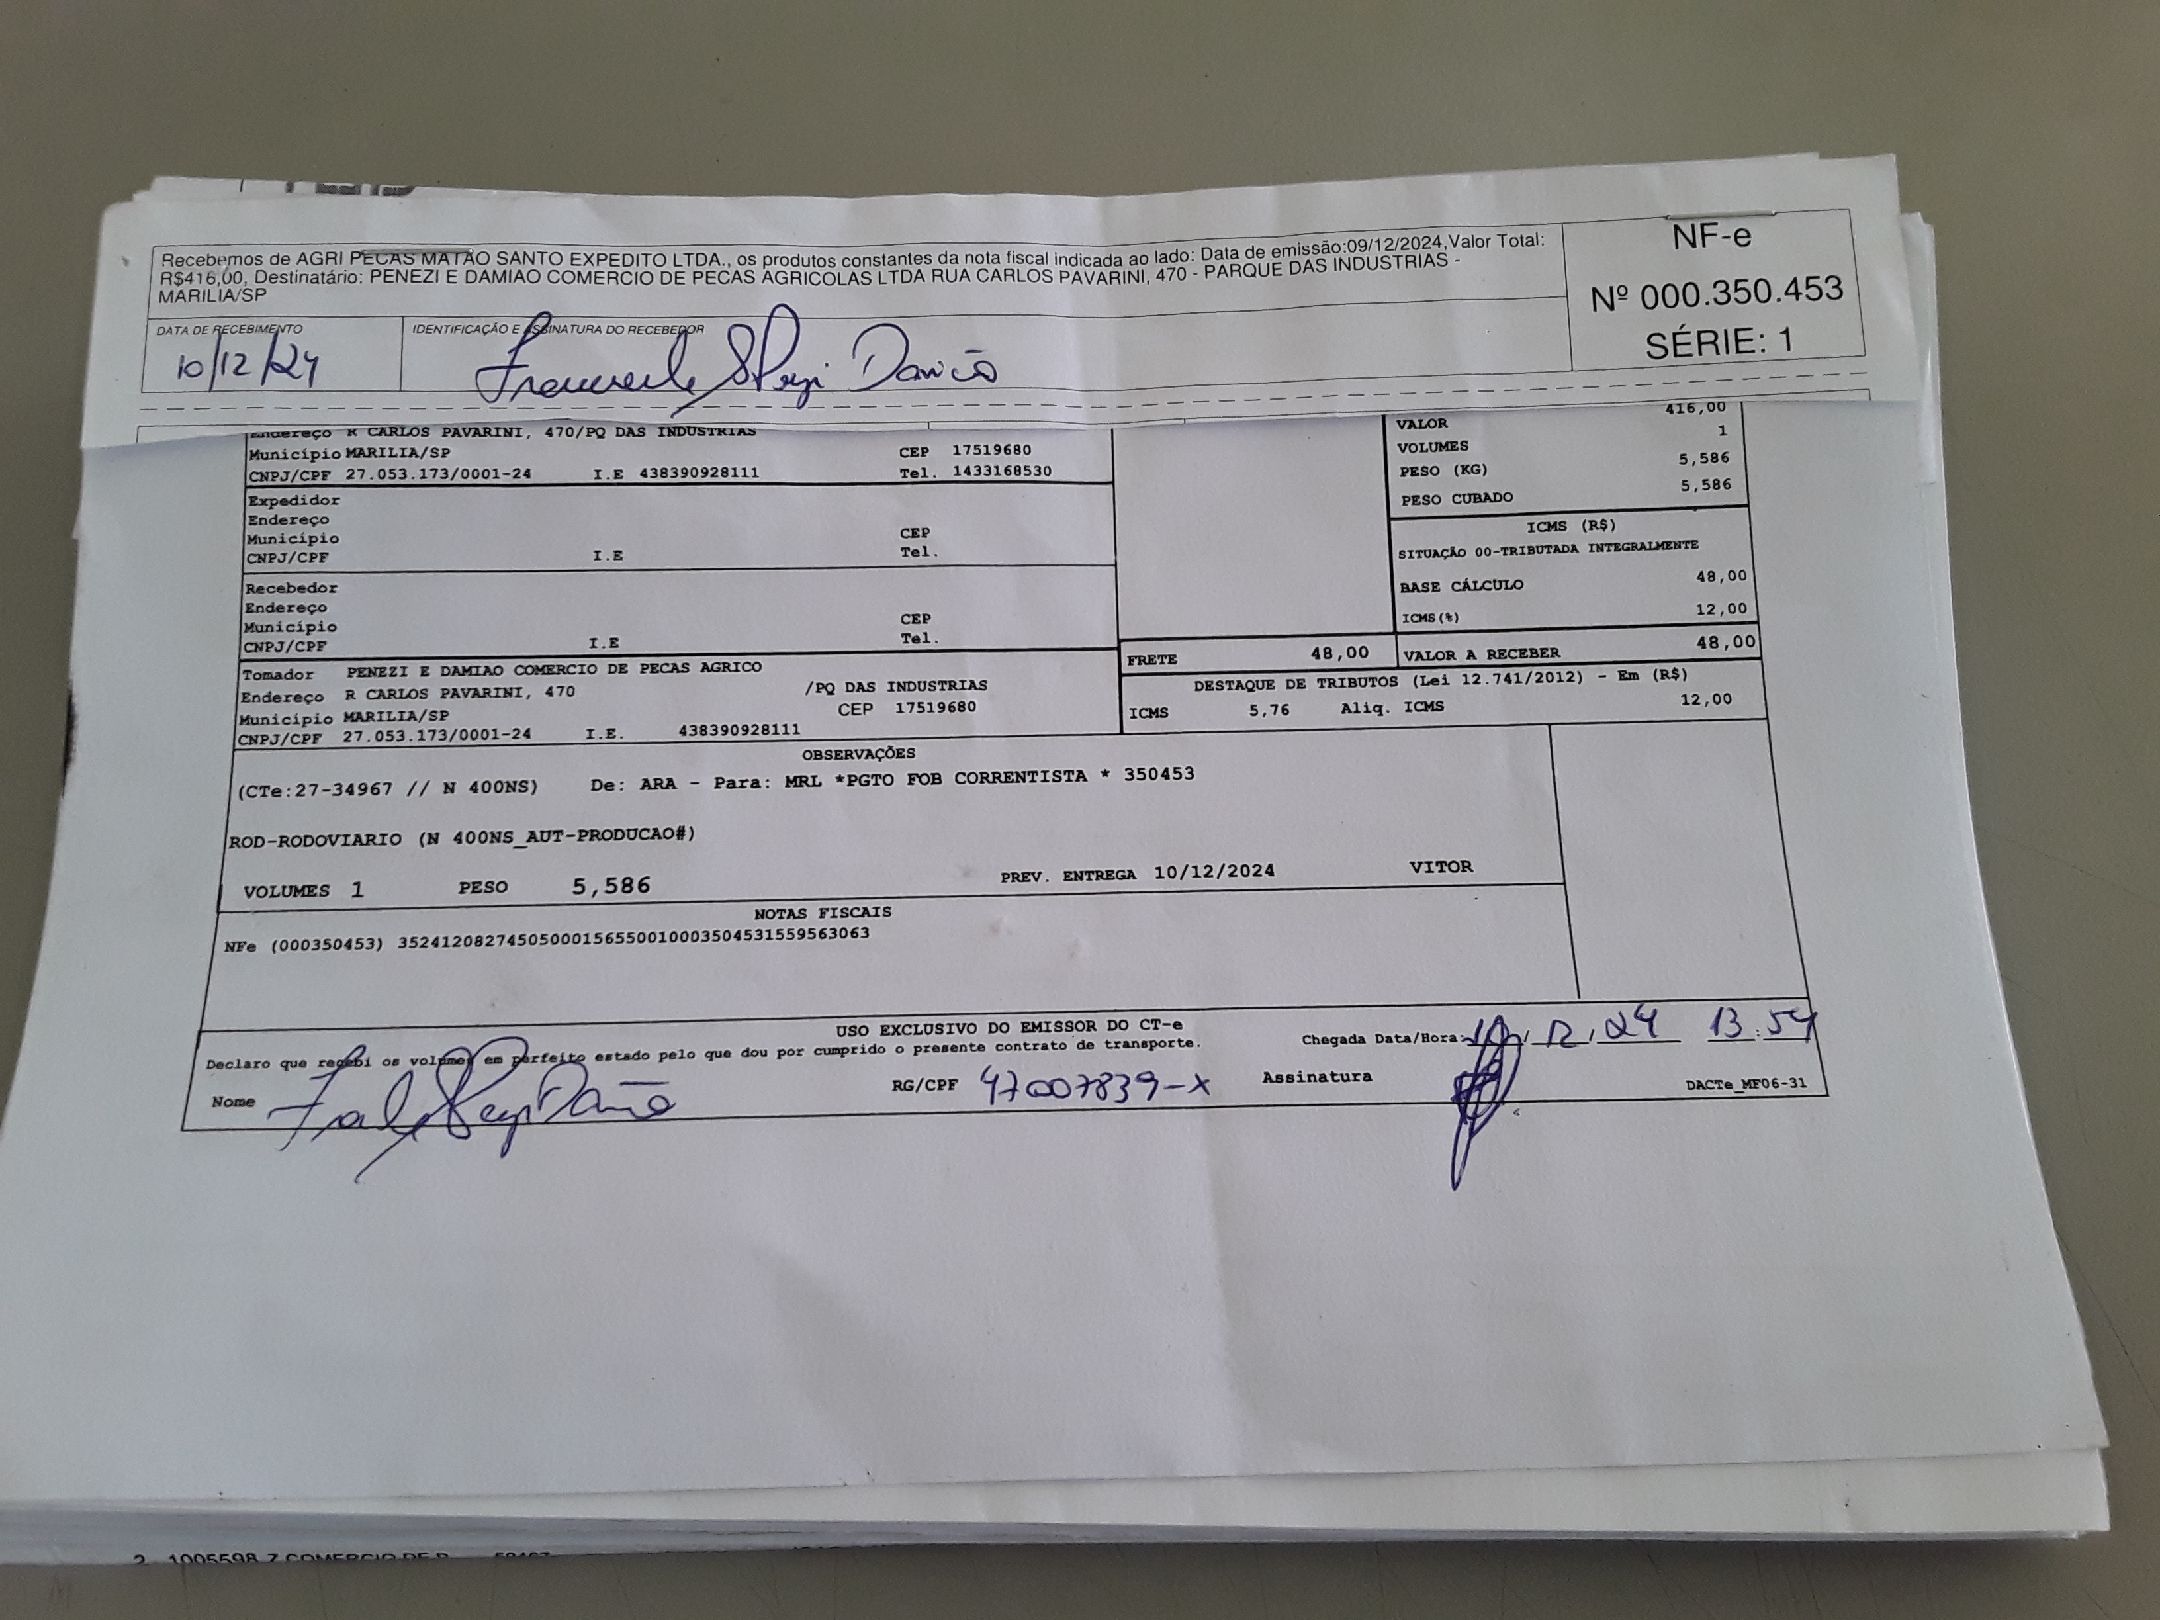 Recebemos de AGRI PECAS MATÃO SANTO EXPEDITO LTDA., os produtos constantes da nota fiscal indicada ao lado: Data de emissão:09/12/2024,Valor Total:
R$416,00, Destinatário: PENEZI E DAMIAO COMERCIO DE PECAS AGRICOLAS LTDA RUA CARLOS PAVARINI, 470 - PARQUE DAS INDUSTRIAS -
MARILIA/SP
NF-e
Nº 000.350.453
SÉRIE: 1
DATA DE RECEBIMENTO
10/12/24
IDENTIFICAÇÃO E ASSINATURA DO RECEBEDOR
Damião
Endereço R CARLOS PAVARINI, 470/PQ DAS INDUSTRIAS
Município MARILIA/SP CEP 17519680
CNPJ/CPF 27.053.173/0001-24 I.E 438390928111 Tel. 1433168530
Expedidor
Endereço
Município CEP
CNPJ/CPF I.E Tel.
Recebedor
Endereço
Município CEP
CNPJ/CPF I.E Tel.
Tomador PENEZI E DAMIAO COMERCIO DE PECAS AGRICO
Endereço R CARLOS PAVARINI, 470 /PQ DAS INDUSTRIAS
Município MARILIA/SP CEP 17519680
CNPJ/CPF 27.053.173/0001-24 I.E. 438390928111
VALOR 416,00
VOLUMES 1
PESO (KG) 5,586
PESO CUBADO 5,586
ICMS (R$)
SITUAÇÃO 00-TRIBUTADA INTEGRALMENTE
BASE CÁLCULO 48,00
ICMS(%) 12,00
FRETE 48,00 VALOR A RECEBER 48,00
DESTAQUE DE TRIBUTOS (Lei 12.741/2012) - Em (R$)
ICMS 5,76 Aliq. ICMS 12,00
OBSERVAÇÕES
(CTe:27-34967 // N 400NS) De: ARA - Para: MRL *PGTO FOB CORRENTISTA * 350453
ROD-RODOVIARIO (N 400NS_AUT-PRODUCAO#)
VOLUMES 1 PESO 5,586 PREV. ENTREGA 10/12/2024 VITOR
NOTAS FISCAIS
NFe (000350453) 35241208274505000156550010003504531559563063
USO EXCLUSIVO DO EMISSOR DO CT-e
Declaro que recebi os volumes em perfeito estado pelo que dou por cumprido o presente contrato de transporte.
Chegada Data/Hora: 10/12/24 13:54
Nome Damião RG/CPF 47007839-X Assinatura
DACTe_MF06-31